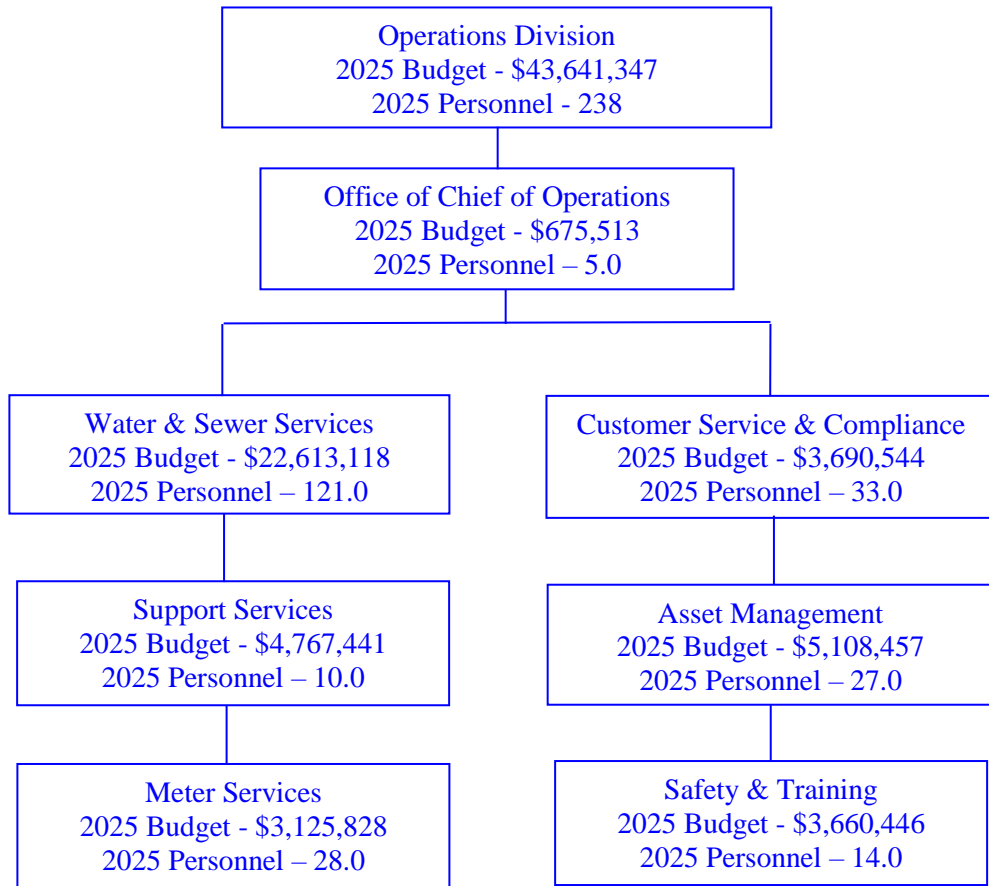 Operations Division
2025 Budget - $43,641,347
2025 Personnel - 238
Office of Chief of Operations
2025 Budget - $675,513
2025 Personnel – 5.0
Water & Sewer Services
2025 Budget - $22,613,118
2025 Personnel – 121.0
Customer Service & Compliance
2025 Budget - $3,690,544
2025 Personnel – 33.0
Support Services
2025 Budget - $4,767,441
2025 Personnel – 10.0
Asset Management
2025 Budget - $5,108,457
2025 Personnel – 27.0
Meter Services
2025 Budget - $3,125,828
2025 Personnel – 28.0
Safety & Training
2025 Budget - $3,660,446
2025 Personnel – 14.0